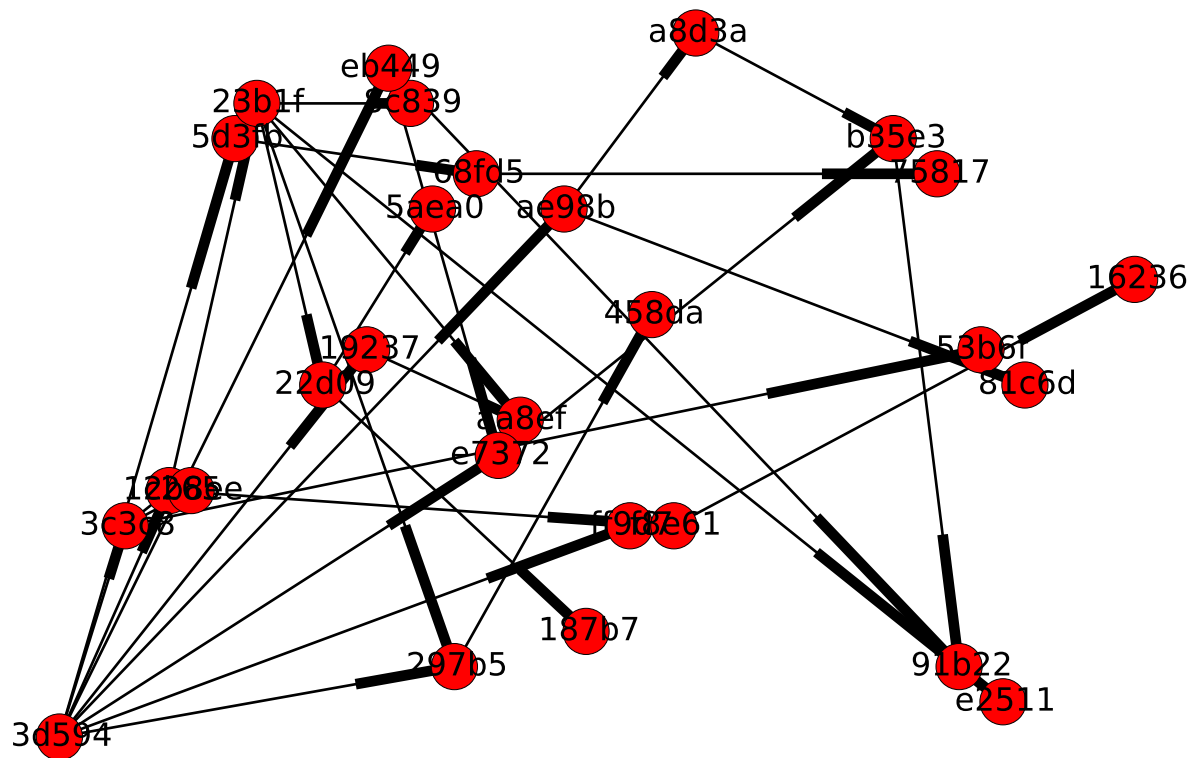 a8d3a
eb449
23b1f
8c839
5d3fb
b35e3
68fd5
75817
5aea0
ae98b
16236
458da
19237
53b6f
22d09
81c6d
aa8ef
e7372
3c3c8
187b7
297b5
91b22
e2511
3d594